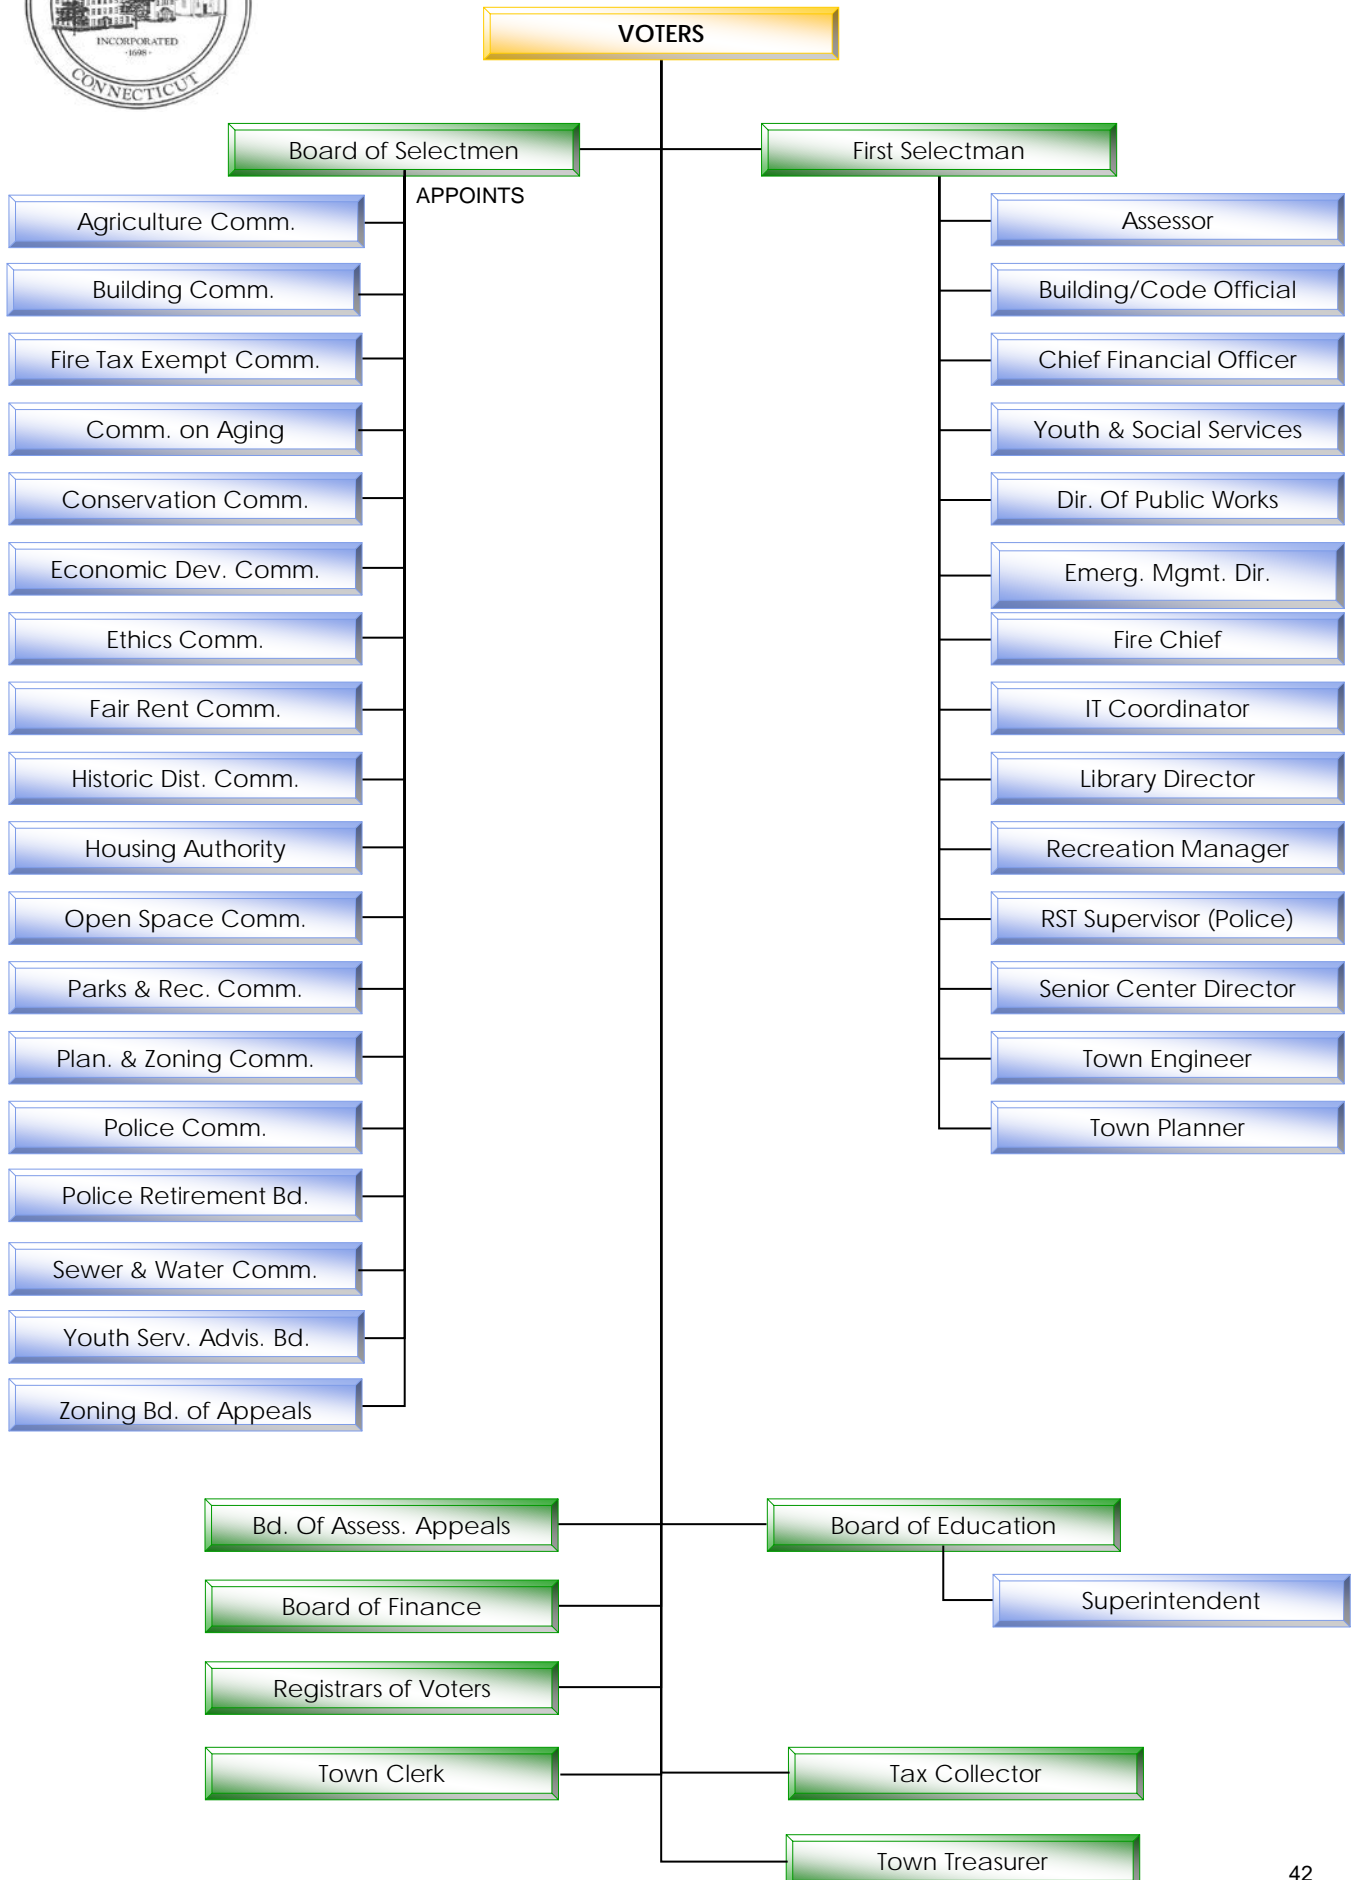 INCORPORATED
-1698-
CONNECTICUT
VOTERS
Board of Selectmen
First Selectman
APPOINTS
Agriculture Comm.
Building Comm.
Fire Tax Exempt Comm.
Comm. on Aging
Conservation Comm.
Economic Dev. Comm.
Ethics Comm.
Fair Rent Comm.
Historic Dist. Comm.
Housing Authority
Open Space Comm.
Parks & Rec. Comm.
Plan. & Zoning Comm.
Police Comm.
Police Retirement Bd.
Sewer & Water Comm.
Youth Serv. Advis. Bd.
Zoning Bd. of Appeals
Assessor
Building/Code Official
Chief Financial Officer
Youth & Social Services
Dir. Of Public Works
Emerg. Mgmt. Dir.
Fire Chief
IT Coordinator
Library Director
Recreation Manager
RST Supervisor (Police)
Senior Center Director
Town Engineer
Town Planner
Bd. Of Assess. Appeals
Board of Finance
Registrars of Voters
Town Clerk
Board of Education
Superintendent
Tax Collector
Town Treasurer
42